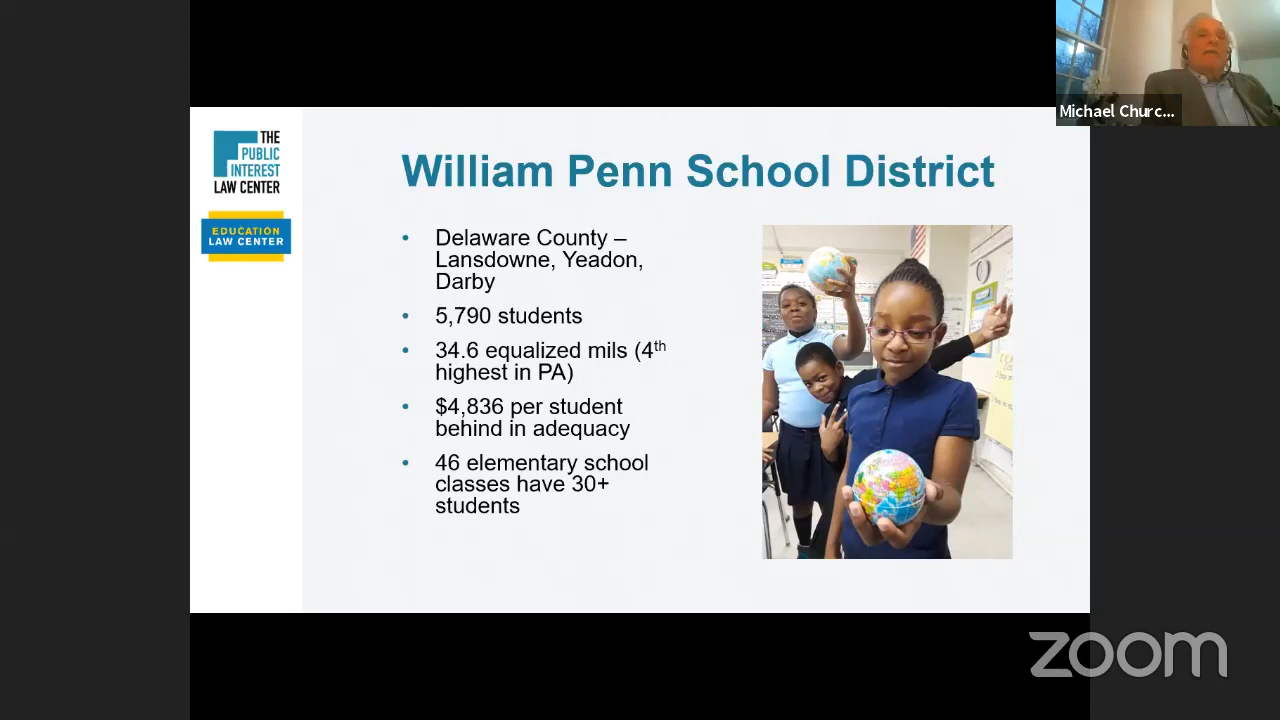 Michael Churc...
THE
PUBLIC
INTEREST
LAW CENTER
EDUCATION
LAW CENTER
William Penn School District
• Delaware County –
Lansdowne, Yeadon,
Darby
• 5,790 students
• 34.6 equalized mils (4th
highest in PA)
• $4,836 per student
behind in adequacy
• 46 elementary school
classes have 30+
students
zoom